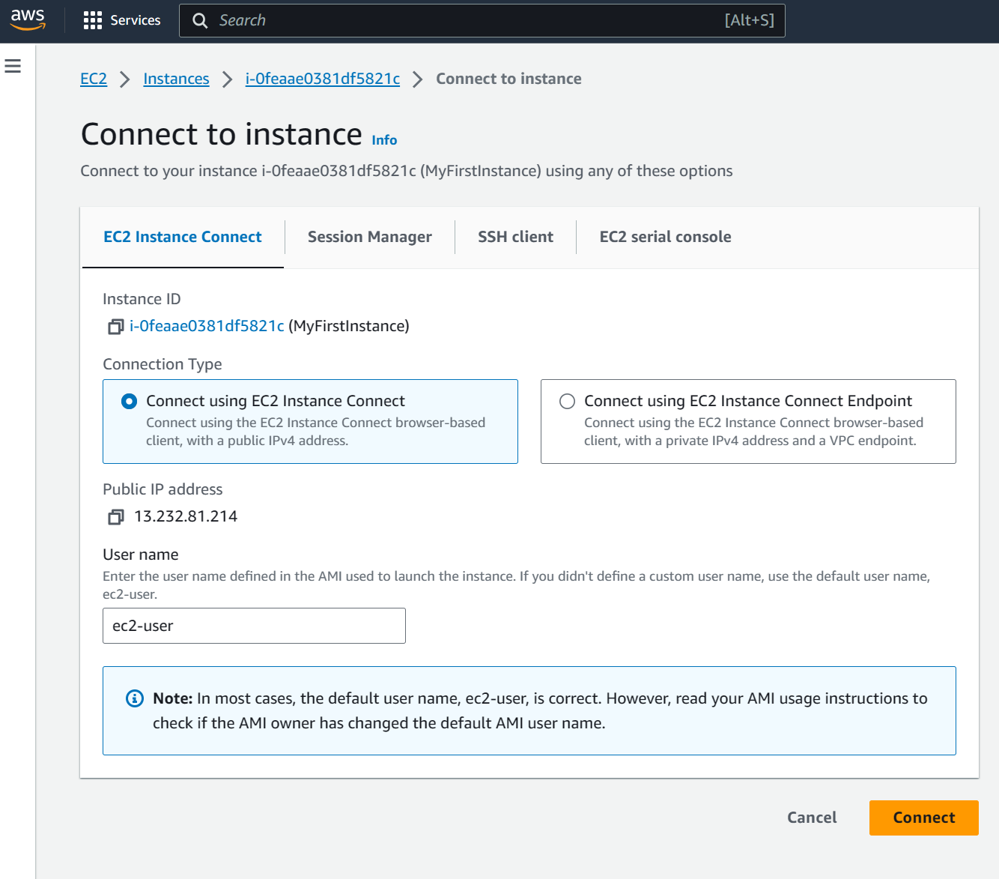 aws Services Search [Alt+S]
EC2 Instances i-0feaae0381df5821c Connect to instance
Connect to instance Info
Connect to your instance i-0feaae0381df5821c (MyFirstInstance) using any of these options
EC2 Instance Connect Session Manager SSH client EC2 serial console
Instance ID
i-0feaae0381df5821c (MyFirstInstance)
Connection Type
Connect using EC2 Instance Connect
Connect using the EC2 Instance Connect browser-based
client, with a public IPv4 address.
Connect using EC2 Instance Connect Endpoint
Connect using the EC2 Instance Connect browser-based
client, with a private IPv4 address and a VPC endpoint.
Public IP address
13.232.81.214
User name
Enter the user name defined in the AMI used to launch the instance. If you didn't define a custom user name, use the default user name,
ec2-user.
ec2-user
Note: In most cases, the default user name, ec2-user, is correct. However, read your AMI usage instructions to
check if the AMI owner has changed the default AMI user name.
Cancel Connect